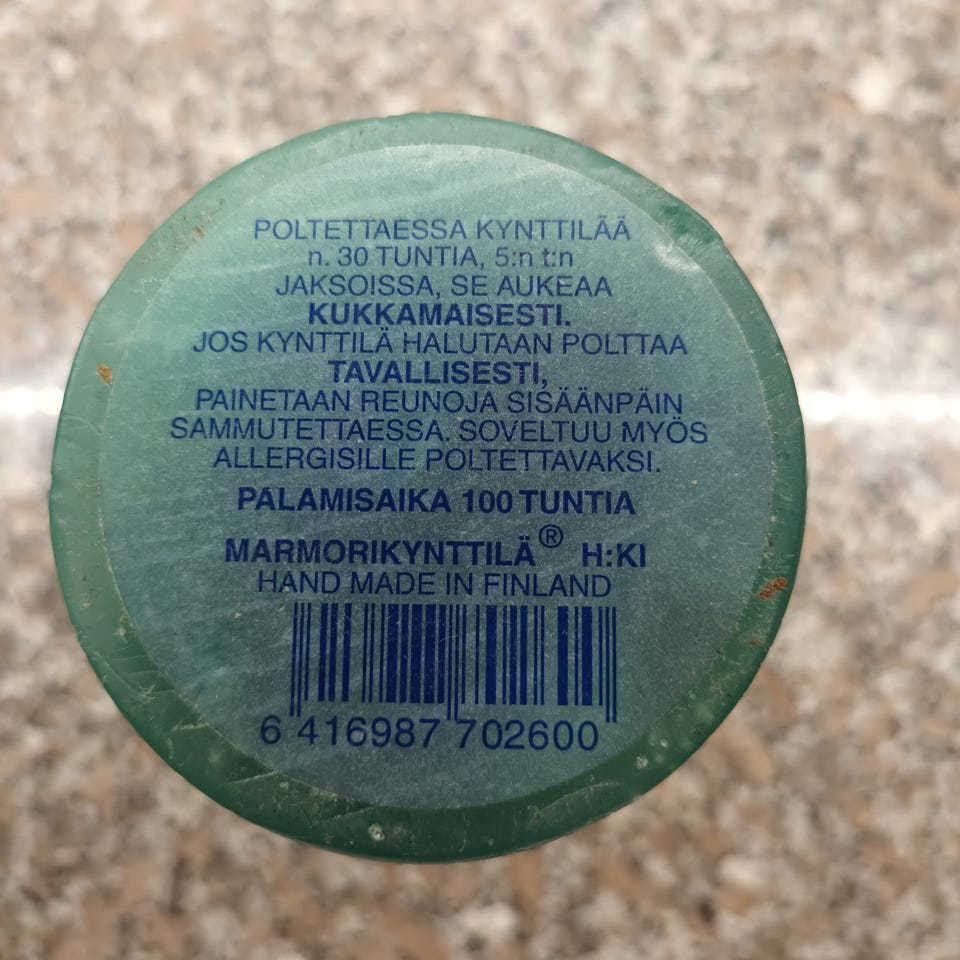 POLTETTAESSA KYNTTILÄÄ
n. 30 TUNTIA, 5:n t:n
JAKSOISSA, SE AUKEAA
KUKKAMAISESTI.
JOS KYNTTILÄ HALUTAAN POLTTAA
TAVALLISESTI,
PAINETAAN REUNOJA SISÄÄNPÄIN
SAMMUTETTAESSA. SOVELTUU MYÖS
ALLERGISILLE POLTETTAVAKSI.
PALAMISAIKA 100 TUNTIA
MARMORIKYNTTILÄ® H:KI
HAND MADE IN FINLAND
6 416987 702600